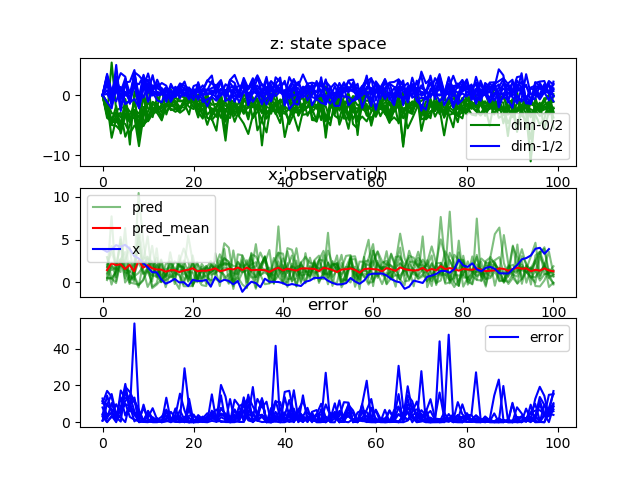 z: state space
0
−10
dim-0/2
dim-1/2
0 20 40 60 80 100
x: observation
10
5
0
pred
pred_mean
x
0 20 40 60 80 100
error
40
20
0
error
0 20 40 60 80 100